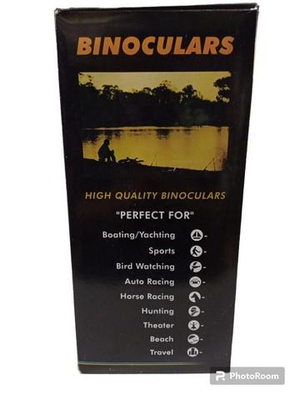 BINOCULARS
HIGH QUALITY BINOCULARS
"PERFECT FOR"
Boating/Yachting
Sports
Bird Watching
Auto Racing
Horse Racing
Hunting
Theater
Beach
Travel
PhotoRoom